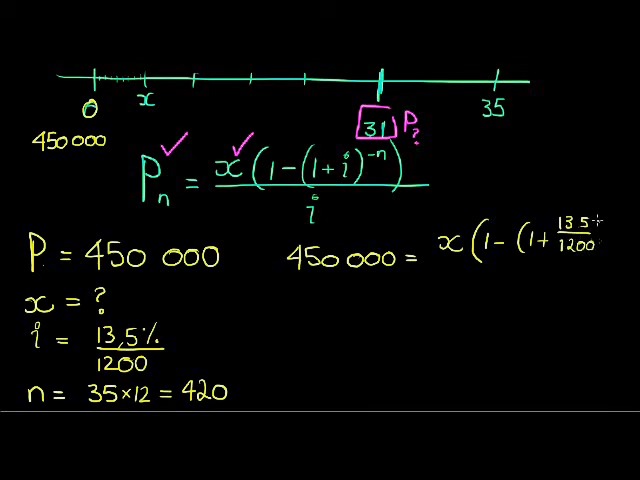 0 x 31 P? 35
450 000
Pn = x(1-(1+i)^-n) / i
P = 450 000
450 000 = x(1-(1+ 13,5 / 1200
x = ?
i = 13,5% / 1200
n = 35×12 = 420